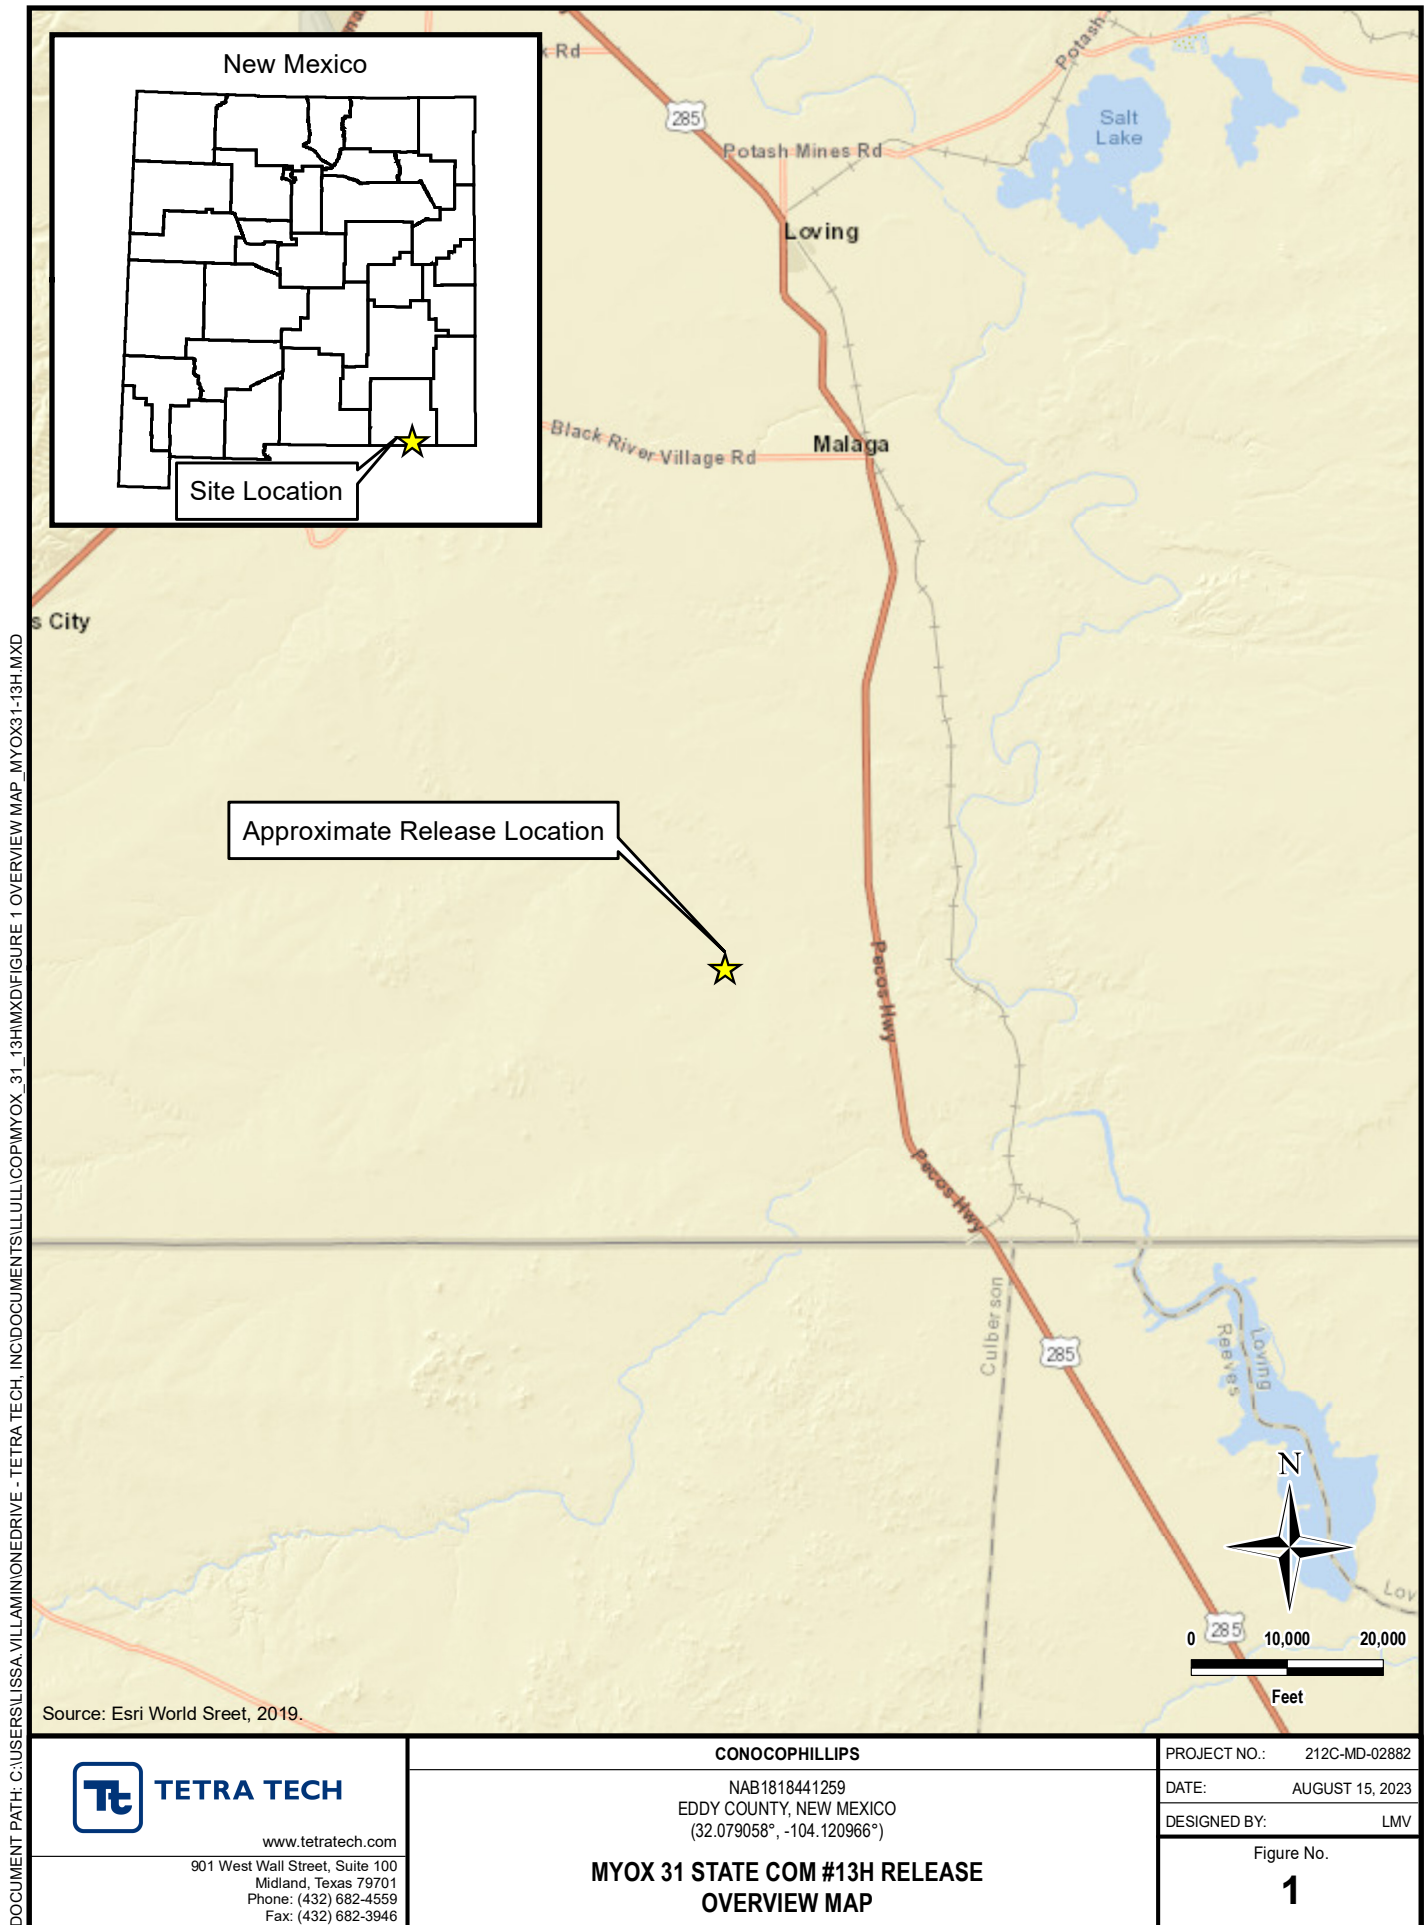 New Mexico
Site Location
k Rd
285
Potash Mines Rd
Potash
Salt
Lake
Loving
Black River Village Rd
Malaga
s City
Approximate Release Location
Pecos Hwy
Pecos Hwy
Culberson
285
Reeves
Loving
N
Lov
285
0 10,000 20,000
Feet
Source: Esri World Sreet, 2019.
DOCUMENT PATH: C:\USERS\LISSA.VILLAMIN\ONEDRIVE - TETRA TECH, INC\DOCUMENTS\LLULL\COP\MYOX_31_13H\MXD\FIGURE 1 OVERVIEW MAP_MYOX31-13H.MXD
Tt TETRA TECH
www.tetratech.com
901 West Wall Street, Suite 100
Midland, Texas 79701
Phone: (432) 682-4559
Fax: (432) 682-3946
CONOCOPHILLIPS
NAB1818441259
EDDY COUNTY, NEW MEXICO
(32.079058°, -104.120966°)
MYOX 31 STATE COM #13H RELEASE
OVERVIEW MAP
PROJECT NO.: 212C-MD-02882
DATE: AUGUST 15, 2023
DESIGNED BY: LMV
Figure No.
1